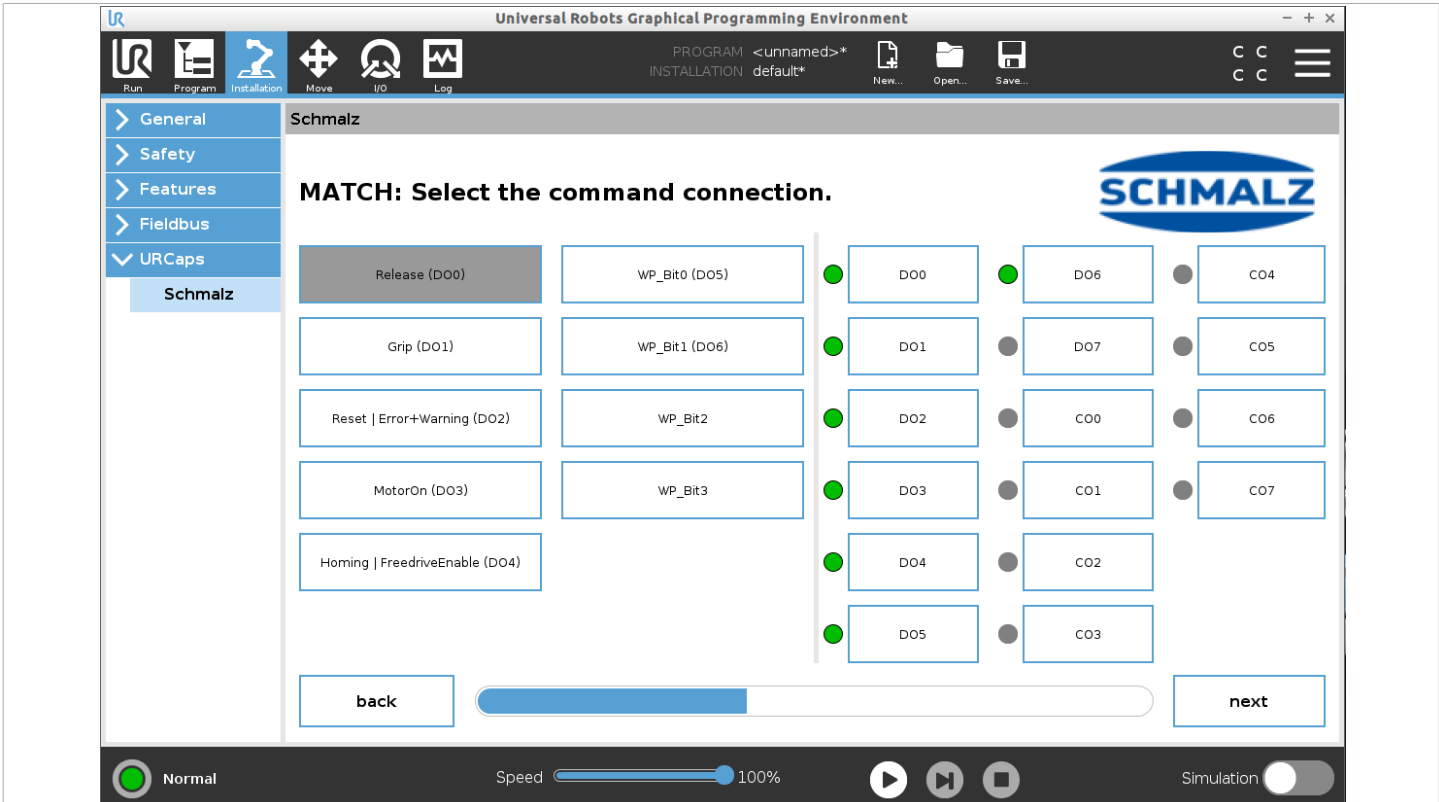 Universal Robots Graphical Programming Environment
UR
Run
Program
Installation
Move
I/O
Log
PROGRAM <unnamed>*
INSTALLATION default*
New...
Open...
Save...
C C
C C
General
Safety
Features
Fieldbus
URCaps
Schmalz
Schmalz
MATCH: Select the command connection.
SCHMALZ
Release (DO0)
WP_Bit0 (DO5)
DO0
DO6
CO4
Grip (DO1)
WP_Bit1 (DO6)
DO1
DO7
CO5
Reset | Error+Warning (DO2)
WP_Bit2
DO2
CO0
CO6
MotorOn (DO3)
WP_Bit3
DO3
CO1
CO7
Homing | FreedriveEnable (DO4)
DO4
CO2
DO5
CO3
back
next
Normal
Speed
100%
Simulation